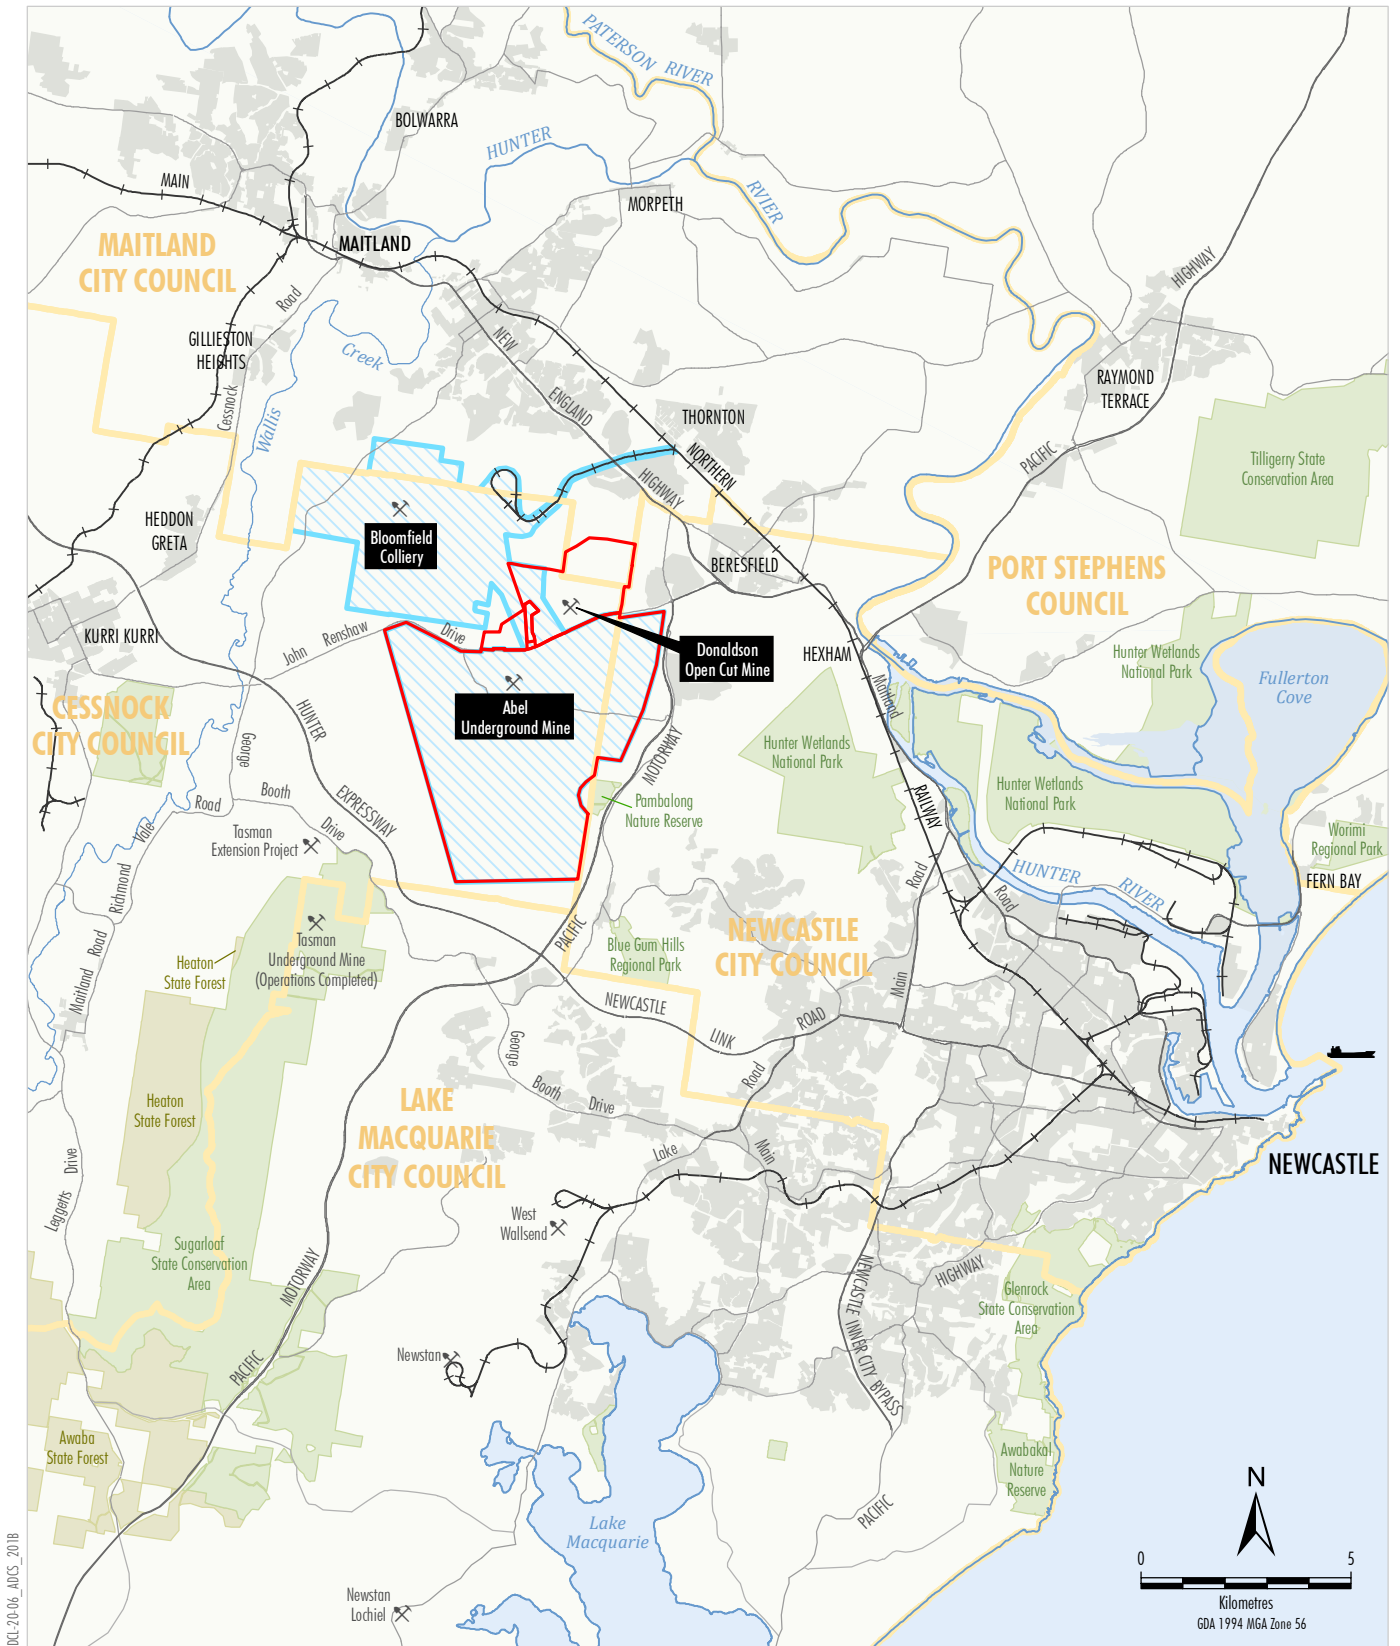 PATERSON RIVER
BOLWARRA
HUNTER
MAIN
MORPETH
RVIER
MAITLAND
CITY COUNCIL
MAITLAND
HIGHWAY
Road
NEW
GILLIESTON
HEIGHTS
Creek
RAYMOND
TERRACE
Cessnock
ENGLAND
THORNTON
Wallis
NORTHERN
PACIFIC
Tilligerry State
Conservation Area
HIGHWAY
HEDDON
GRETA
Bloomfield
Colliery
BERESFIELD
PORT STEPHENS
COUNCIL
KURRI KURRI
John Renshaw
Drive
Donaldson
Open Cut Mine
HEXHAM
Hunter Wetlands
National Park
Fullerton
Cove
Maitland
CESSNOCK
CITY COUNCIL
HUNTER
Abel
Underground Mine
George
MOTORWAY
Hunter Wetlands
National Park
Hunter Wetlands
National Park
Booth
Road
EXPRESSWAY
Pambalong
Nature Reserve
RAILWAY
Drive
Vale
Tasman
Extension Project
Worimi
Regional Park
Richmond
HUNTER RIVER
Road
Road
FERN BAY
PACIFIC
NEWCASTLE
CITY COUNCIL
Tasman
Underground Mine
(Operations Completed)
Heaton
State Forest
Blue Gum Hills
Regional Park
Road
Maitland
Main
NEWCASTLE
LINK
ROAD
George
Road
Booth
Drive
Heaton
State Forest
LAKE
MACQUARIE
CITY COUNCIL
Lake
Main
NEWCASTLE
Drive
Leggetts
West
Wallsend
Sugarloaf
State Conservation
Area
MOTORWAY
HIGHWAY
NEWCASTLE INNER CITY BYPASS
Glenrock
State Conservation
Area
Newstan
PACIFIC
Awaba
State Forest
Awabakal
Nature
Reserve
PACIFIC
Lake
Macquarie
N
0 5
Kilometres
GDA 1994 MGA Zone 56
Newstan
Lochiel
DCL-20-06_ADCS_201B